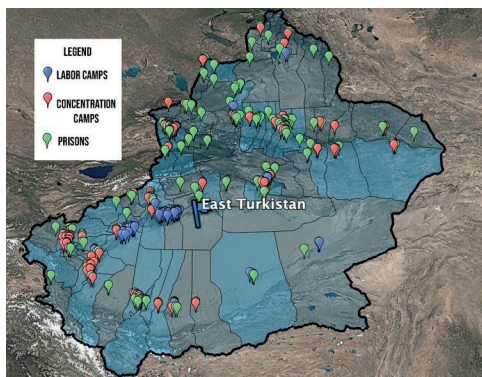 LEGEND
LABOR CAMPS
CONCENTRATION
CAMPS
PRISONS
East Turkistan